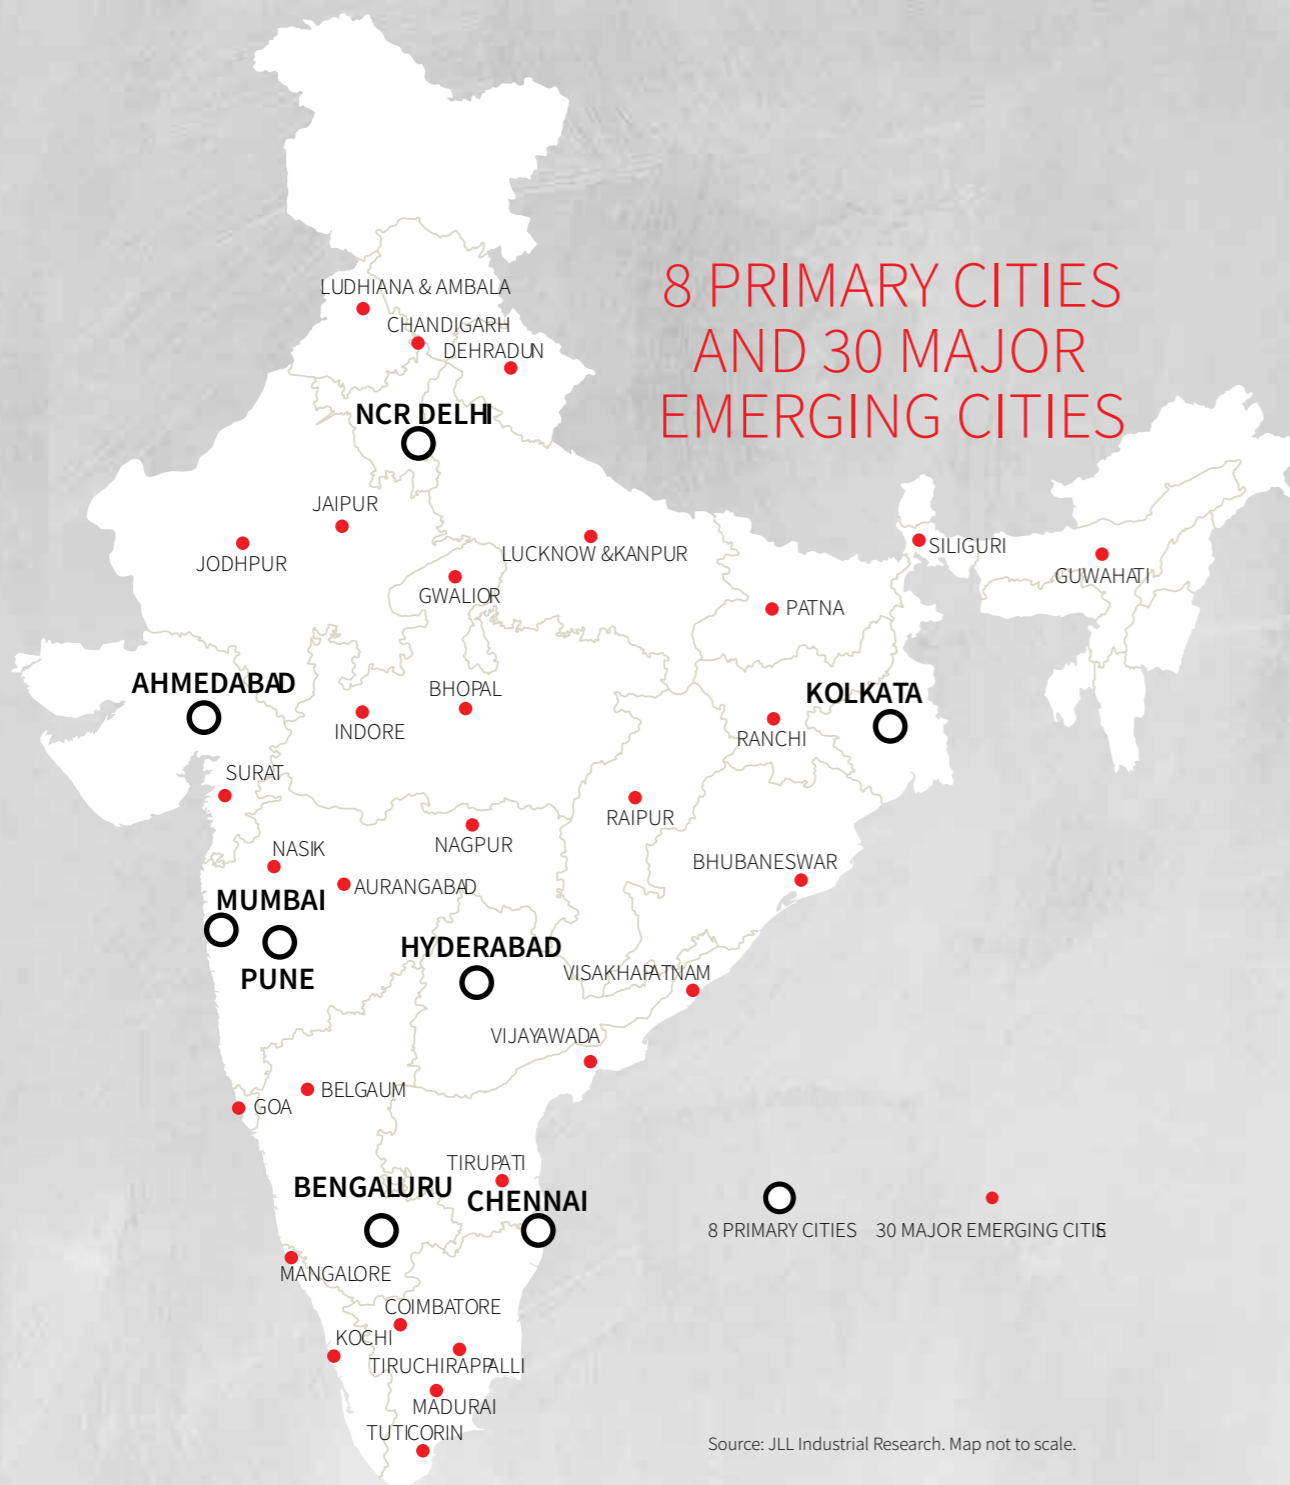 8 PRIMARY CITIES
AND 30 MAJOR
EMERGING CITIES
LUDHIANA & AMBALA
CHANDIGARH
DEHRADUN
NCR DELHI
JAIPUR
JODHPUR
LUCKNOW &KANPUR
GWALIOR
SILIGURI
GUWAHATI
PATNA
AHMEDABAD
BHOPAL
KOLKATA
INDORE
RANCHI
SURAT
RAIPUR
NAGPUR
NASIK
BHUBANESWAR
AURANGABAD
MUMBAI
PUNE
HYDERABAD
VISAKHAPATNAM
VIJAYAWADA
BELGAUM
GOA
TIRUPATI
BENGALURU
CHENNAI
MANGALORE
COIMBATORE
KOCHI
TIRUCHIRAPPALLI
MADURAI
TUTICORIN
8 PRIMARY CITIES
30 MAJOR EMERGING CITIES
Source: JLL Industrial Research. Map not to scale.